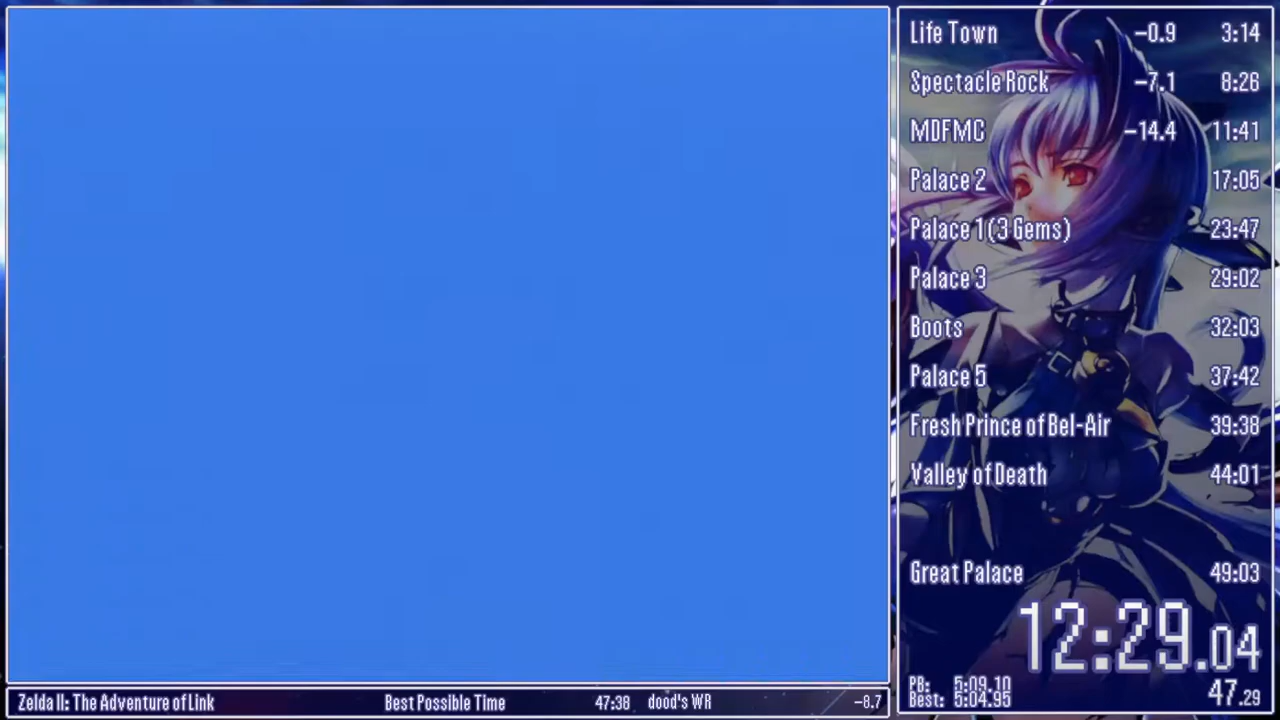 Life Town −0.9 3:14
Spectacle Rock −7.1 8:26
MDFMC −14.4 11:41
Palace 2 17:05
Palace 1(3 Gems) 23:47
Palace 3 29:02
Boots 32:03
Palace 5 37:42
Fresh Prince of Bel-Air 39:38
Valley of Death 44:01
Great Palace 49:03
12:29.04
PB: 5:09.10
Best: 5:04.95
47.29
Zelda II: The Adventure of Link Best Possible Time 47:38 dood's WR −8.7